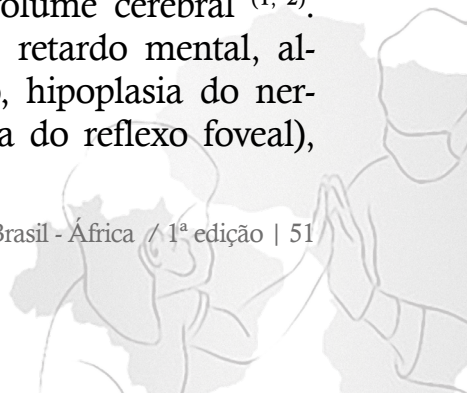 volume cerebral (1, 2).
retardo mental, al-
, hipoplasia do ner-
a do reflexo foveal),
Brasil - África / 1ª edição | 51